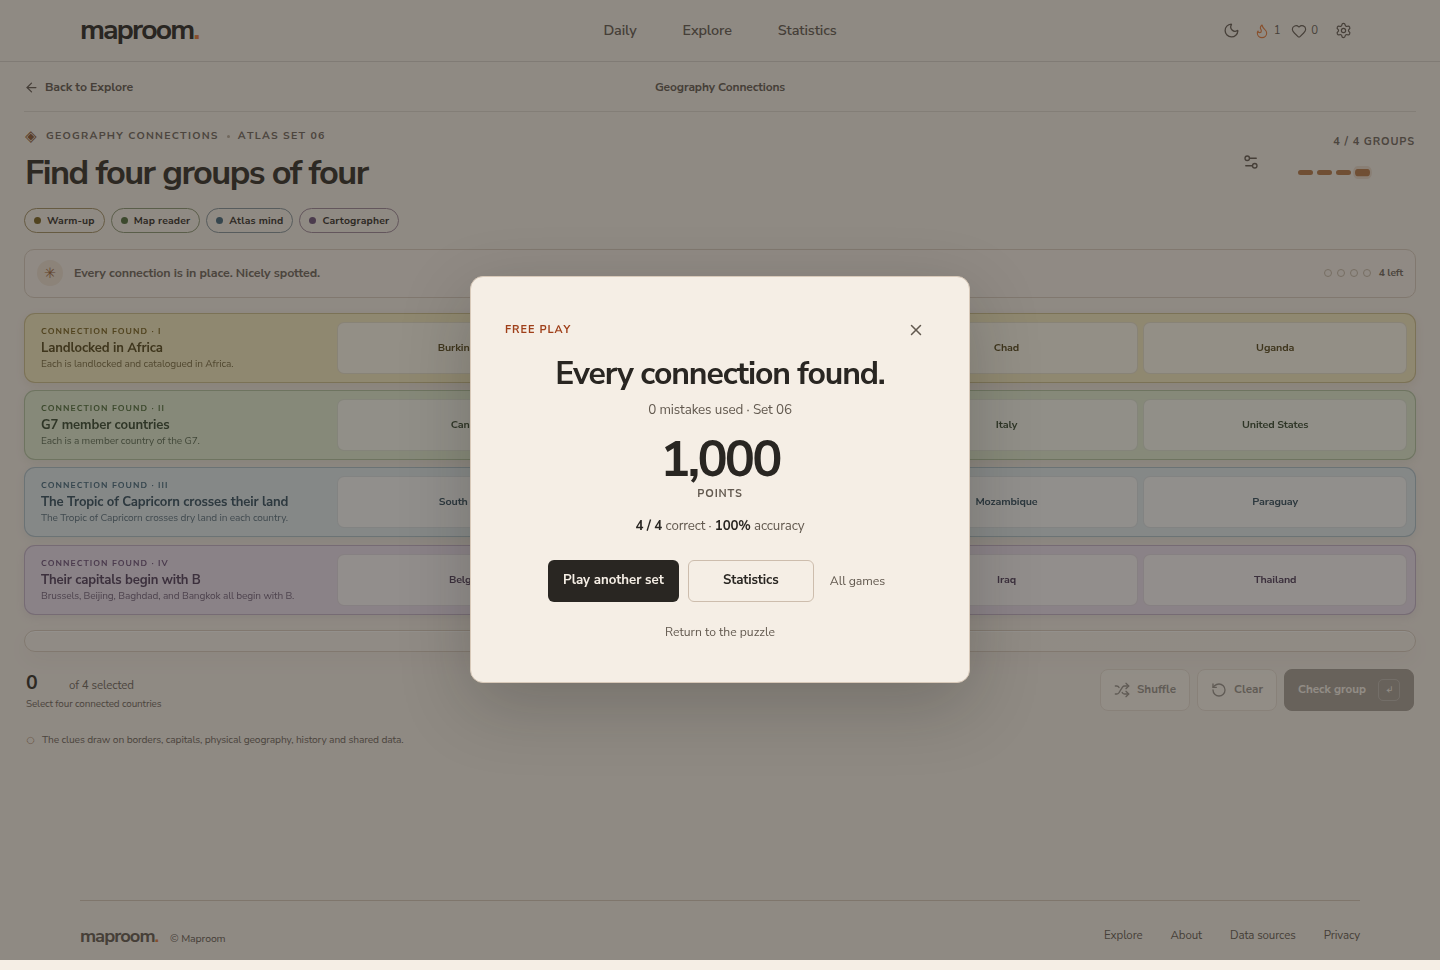 maproom.
Daily Explore Statistics
1 0
Back to Explore
Geography Connections
GEOGRAPHY CONNECTIONS • ATLAS SET 06
4 / 4 GROUPS
Find four groups of four
Warm-up Map reader Atlas mind Cartographer
Every connection is in place. Nicely spotted.
4 left
CONNECTION FOUND · I
Landlocked in Africa
Each is landlocked and catalogued in Africa.
Chad
Uganda
CONNECTION FOUND · II
G7 member countries
Each is a member country of the G7.
Italy
United States
CONNECTION FOUND · III
The Tropic of Capricorn crosses their land
The Tropic of Capricorn crosses dry land in each country.
South
Mozambique
Paraguay
CONNECTION FOUND · IV
Their capitals begin with B
Brussels, Beijing, Baghdad, and Bangkok all begin with B.
Iraq
Thailand
FREE PLAY
Every connection found.
0 mistakes used · Set 06
1,000
POINTS
4 / 4 correct · 100% accuracy
Play another set
Statistics
All games
Return to the puzzle
0 of 4 selected
Select four connected countries
Shuffle
Clear
Check group
The clues draw on borders, capitals, physical geography, history and shared data.
maproom. © Maproom
Explore About Data sources Privacy